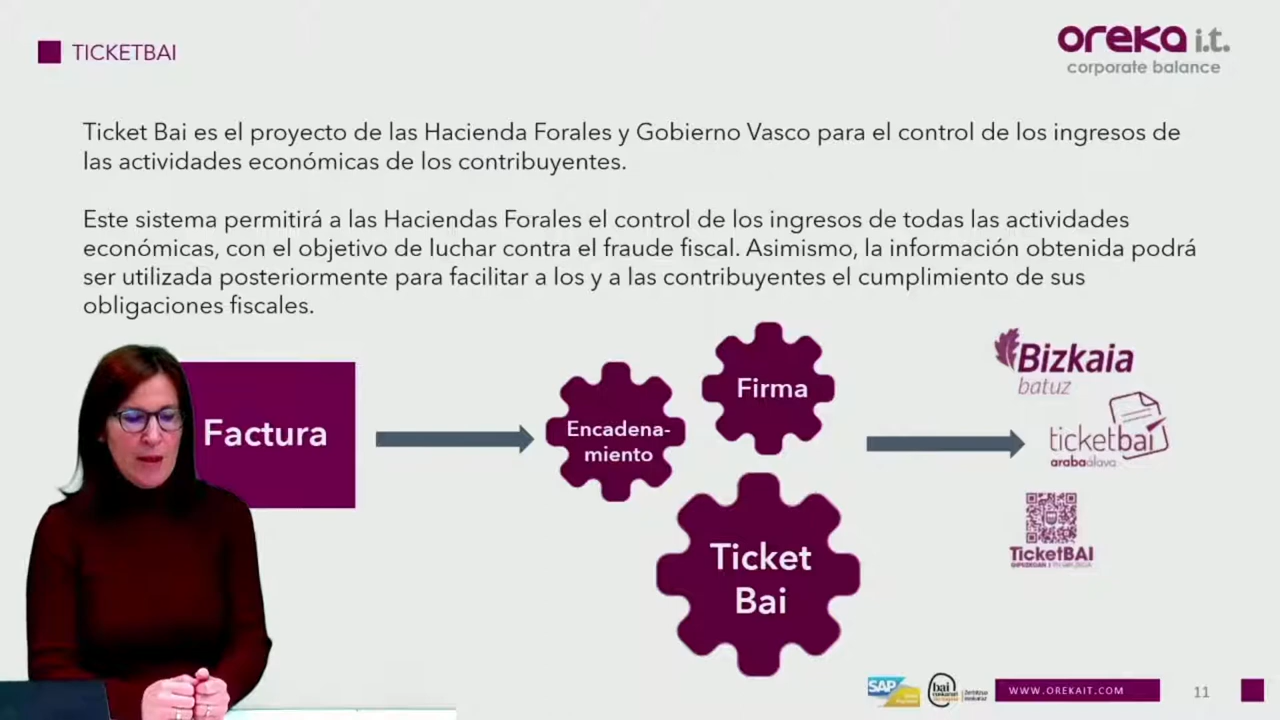 TICKETBAI
oreka i.t.
corporate balance
Ticket Bai es el proyecto de las Hacienda Forales y Gobierno Vasco para el control de los ingresos de
las actividades económicas de los contribuyentes.
Este sistema permitirá a las Haciendas Forales el control de los ingresos de todas las actividades
económicas, con el objetivo de luchar contra el fraude fiscal. Asimismo, la información obtenida podrá
ser utilizada posteriormente para facilitar a los y a las contribuyentes el cumplimiento de sus
obligaciones fiscales.
Factura
Encadena-
miento
Firma
Ticket
Bai
Bizkaia
batuz
ticketbai
arabaálava
TicketBAI
SAP
bai
WWW.OREKAIT.COM
11